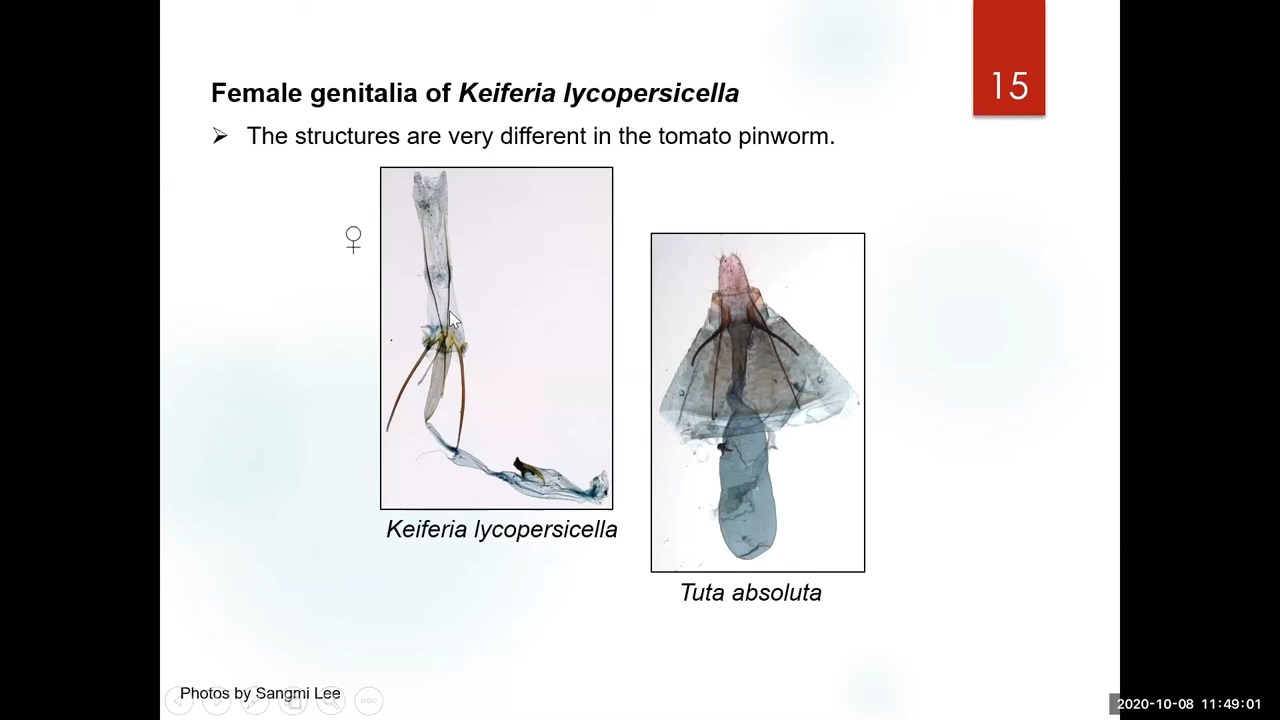 15
Female genitalia of Keiferia lycopersicella
➢ The structures are very different in the tomato pinworm.
♀
Keiferia lycopersicella
Tuta absoluta
Photos by Sangmi Lee
2020-10-08 11:49:01